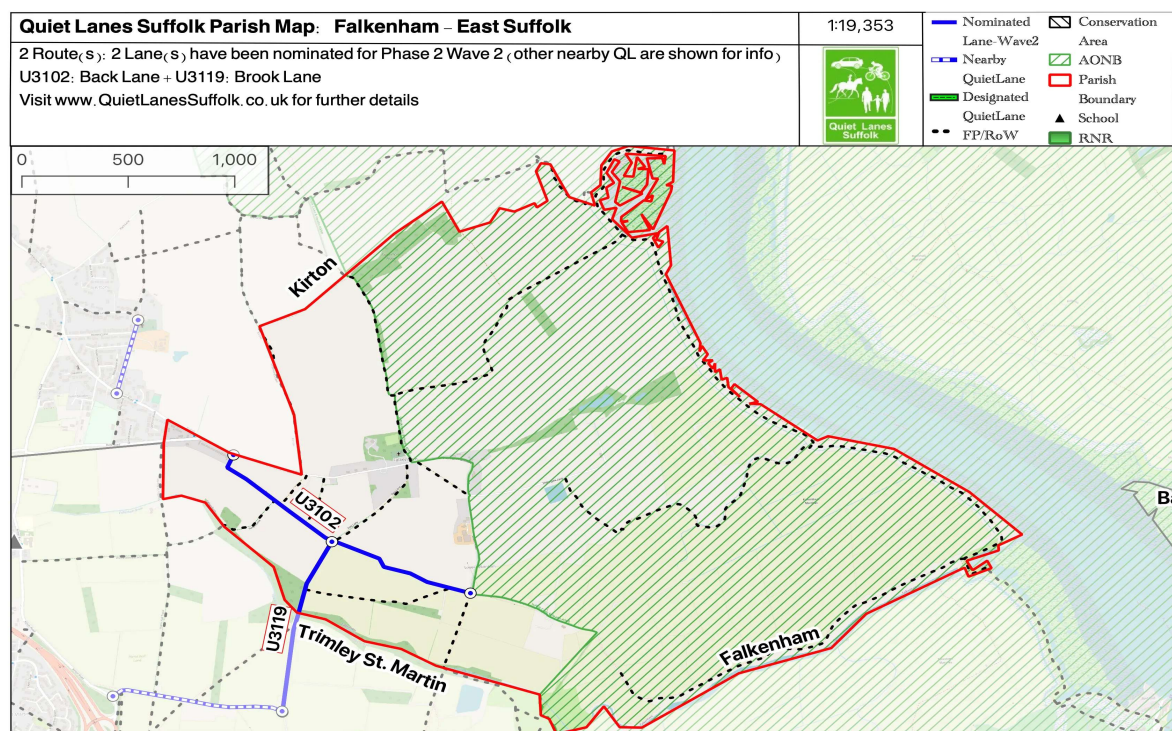 Quiet Lanes Suffolk Parish Map: Falkenham - East Suffolk
1:19,353
2 Route(s): 2 Lane(s) have been nominated for Phase 2 Wave 2 (other nearby QL are shown for info)
U3102: Back Lane + U3119: Brook Lane
Visit www.QuietLanesSuffolk.co.uk for further details
Quiet Lanes
Suffolk
Nominated
Lane-Wave2
Nearby
QuietLane
Designated
QuietLane
FP/RoW
Conservation
Area
AONB
Parish
Boundary
School
RNR
0 500 1,000
Kirton
U3102
U3119
Trimley St. Martin
Falkenham
Ba